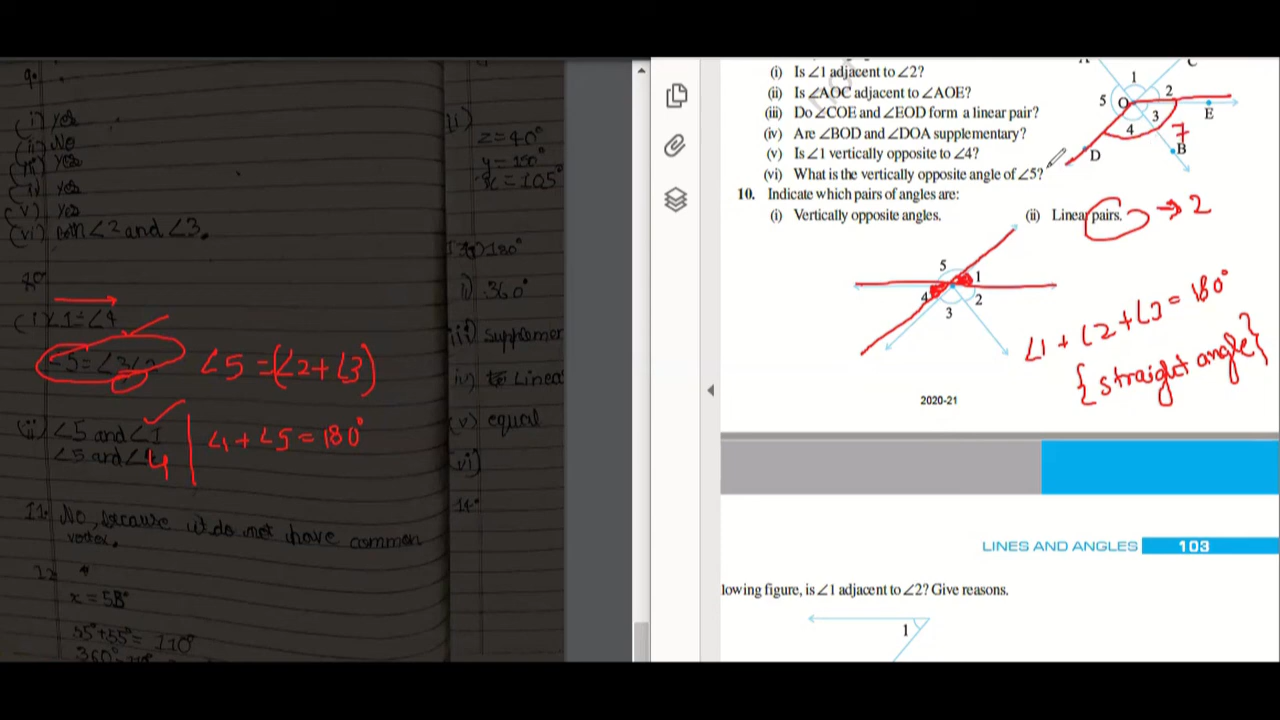 9.
(i) Yes
(ii) No
(iii) Yes
(iv) Yes
(v) Yes
(vi) both ∠2 and ∠3.
10.
(i) ∠1 = ∠4
∠5 = ∠3∠2
∠5 = (∠2 + ∠3)
(ii) ∠5 and ∠1
∠5 and ∠4
∠1 + ∠5 = 180°
11. No, because it do not have common
vertex.
12.
x = 55°
55° + 55° = 110°
360°
11)
z = 40°
x = 105°
180°
ii) 360°
iii) supplemen
iv) Linea
(v) equal
(vi)
14.
(i) Is ∠1 adjacent to ∠2?
(ii) Is ∠AOC adjacent to ∠AOE?
(iii) Do ∠COE and ∠EOD form a linear pair?
(iv) Are ∠BOD and ∠DOA supplementary?
(v) Is ∠1 vertically opposite to ∠4?
(vi) What is the vertically opposite angle of ∠5?
1
2
5
O
3
E
4
7
D
B
10. Indicate which pairs of angles are:
(i) Vertically opposite angles.
(ii) Linear pairs.
→ 2
5
1
4
2
3
∠1 + ∠2 + ∠3 = 180°
{straight angle}
2020-21
LINES AND ANGLES 103
lowing figure, is ∠1 adjacent to ∠2? Give reasons.
1